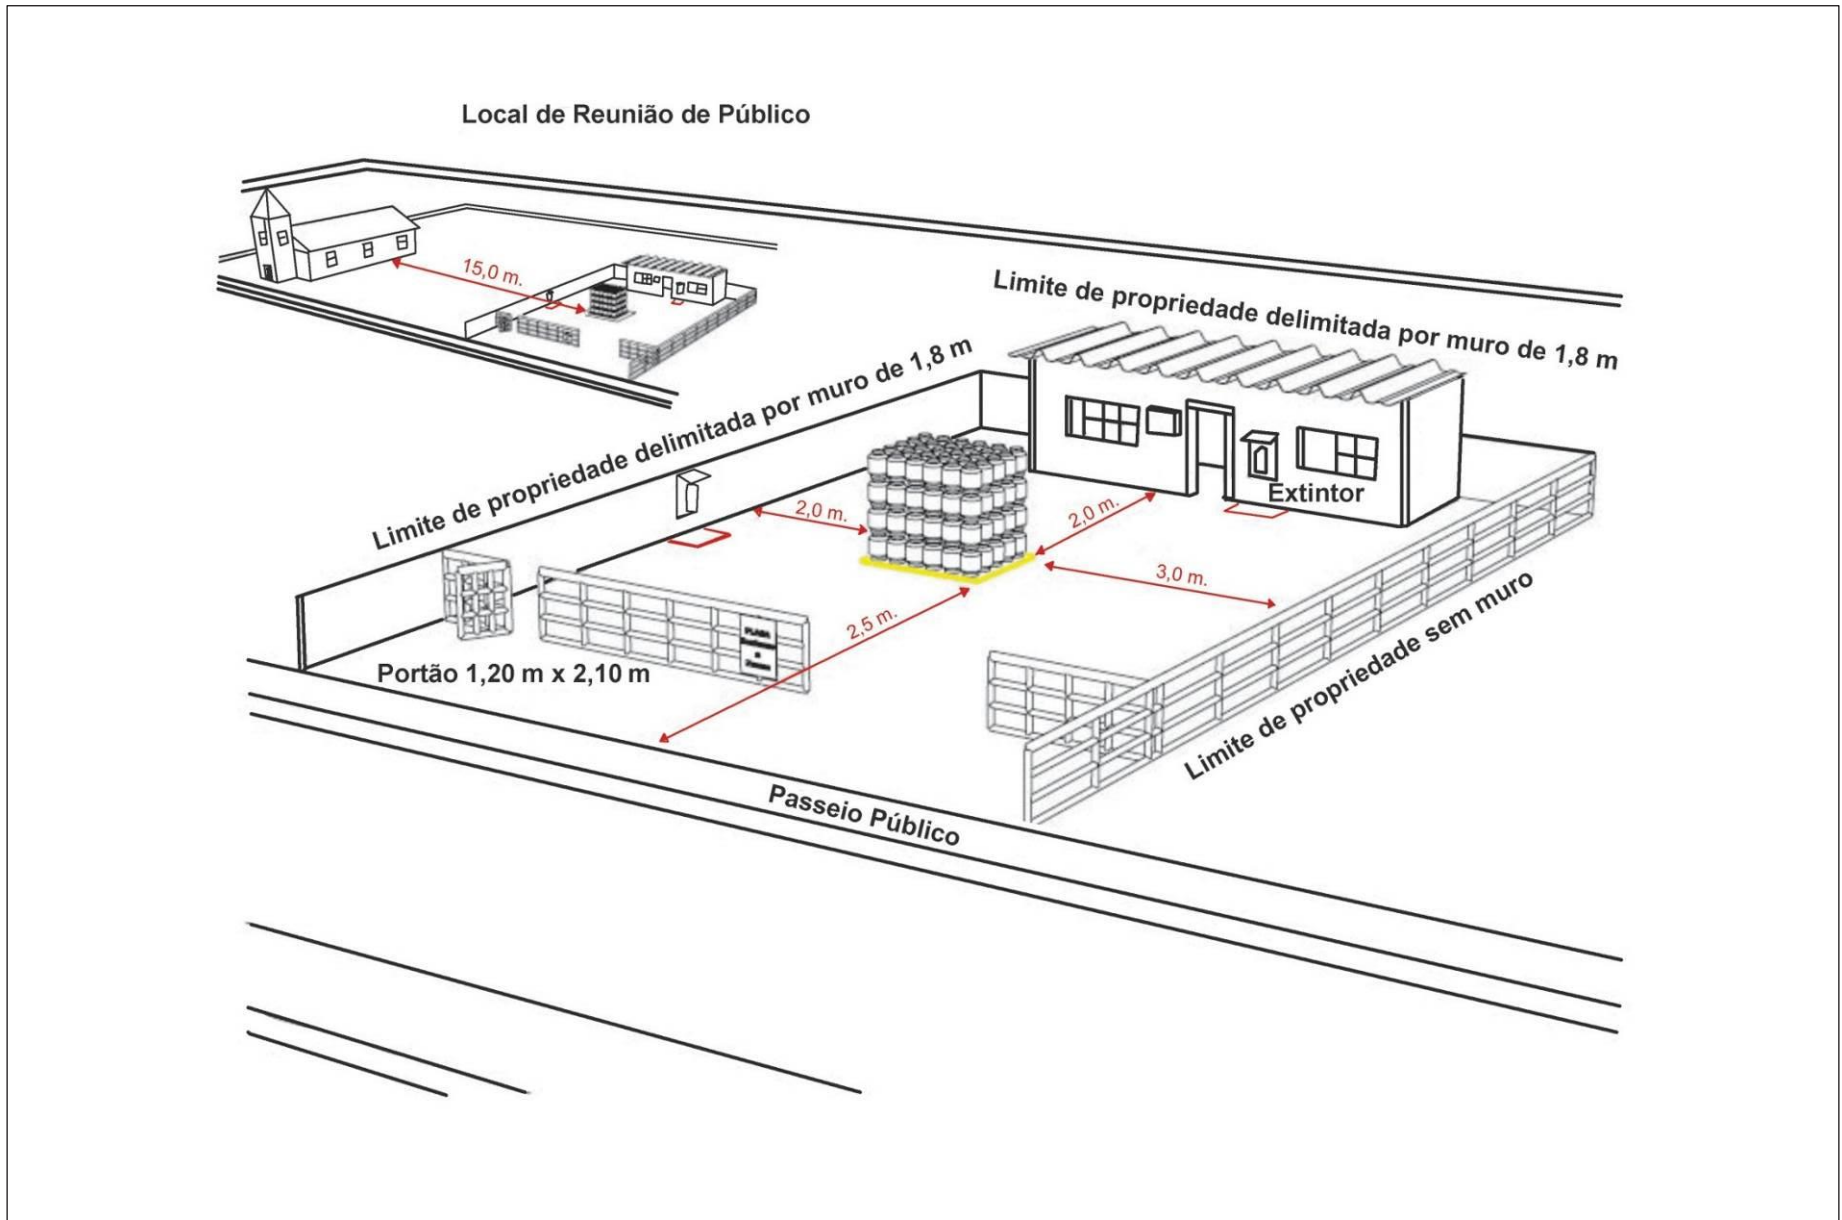 Local de Reunião de Público
15,0 m.
Limite de propriedade delimitada por muro de 1,8 m
Limite de propriedade delimitada por muro de 1,8 m
2,0 m.
2,0 m.
Extintor
3,0 m.
2,5 m.
PLACA
Portão 1,20 m x 2,10 m
Limite de propriedade sem muro
Passeio Público